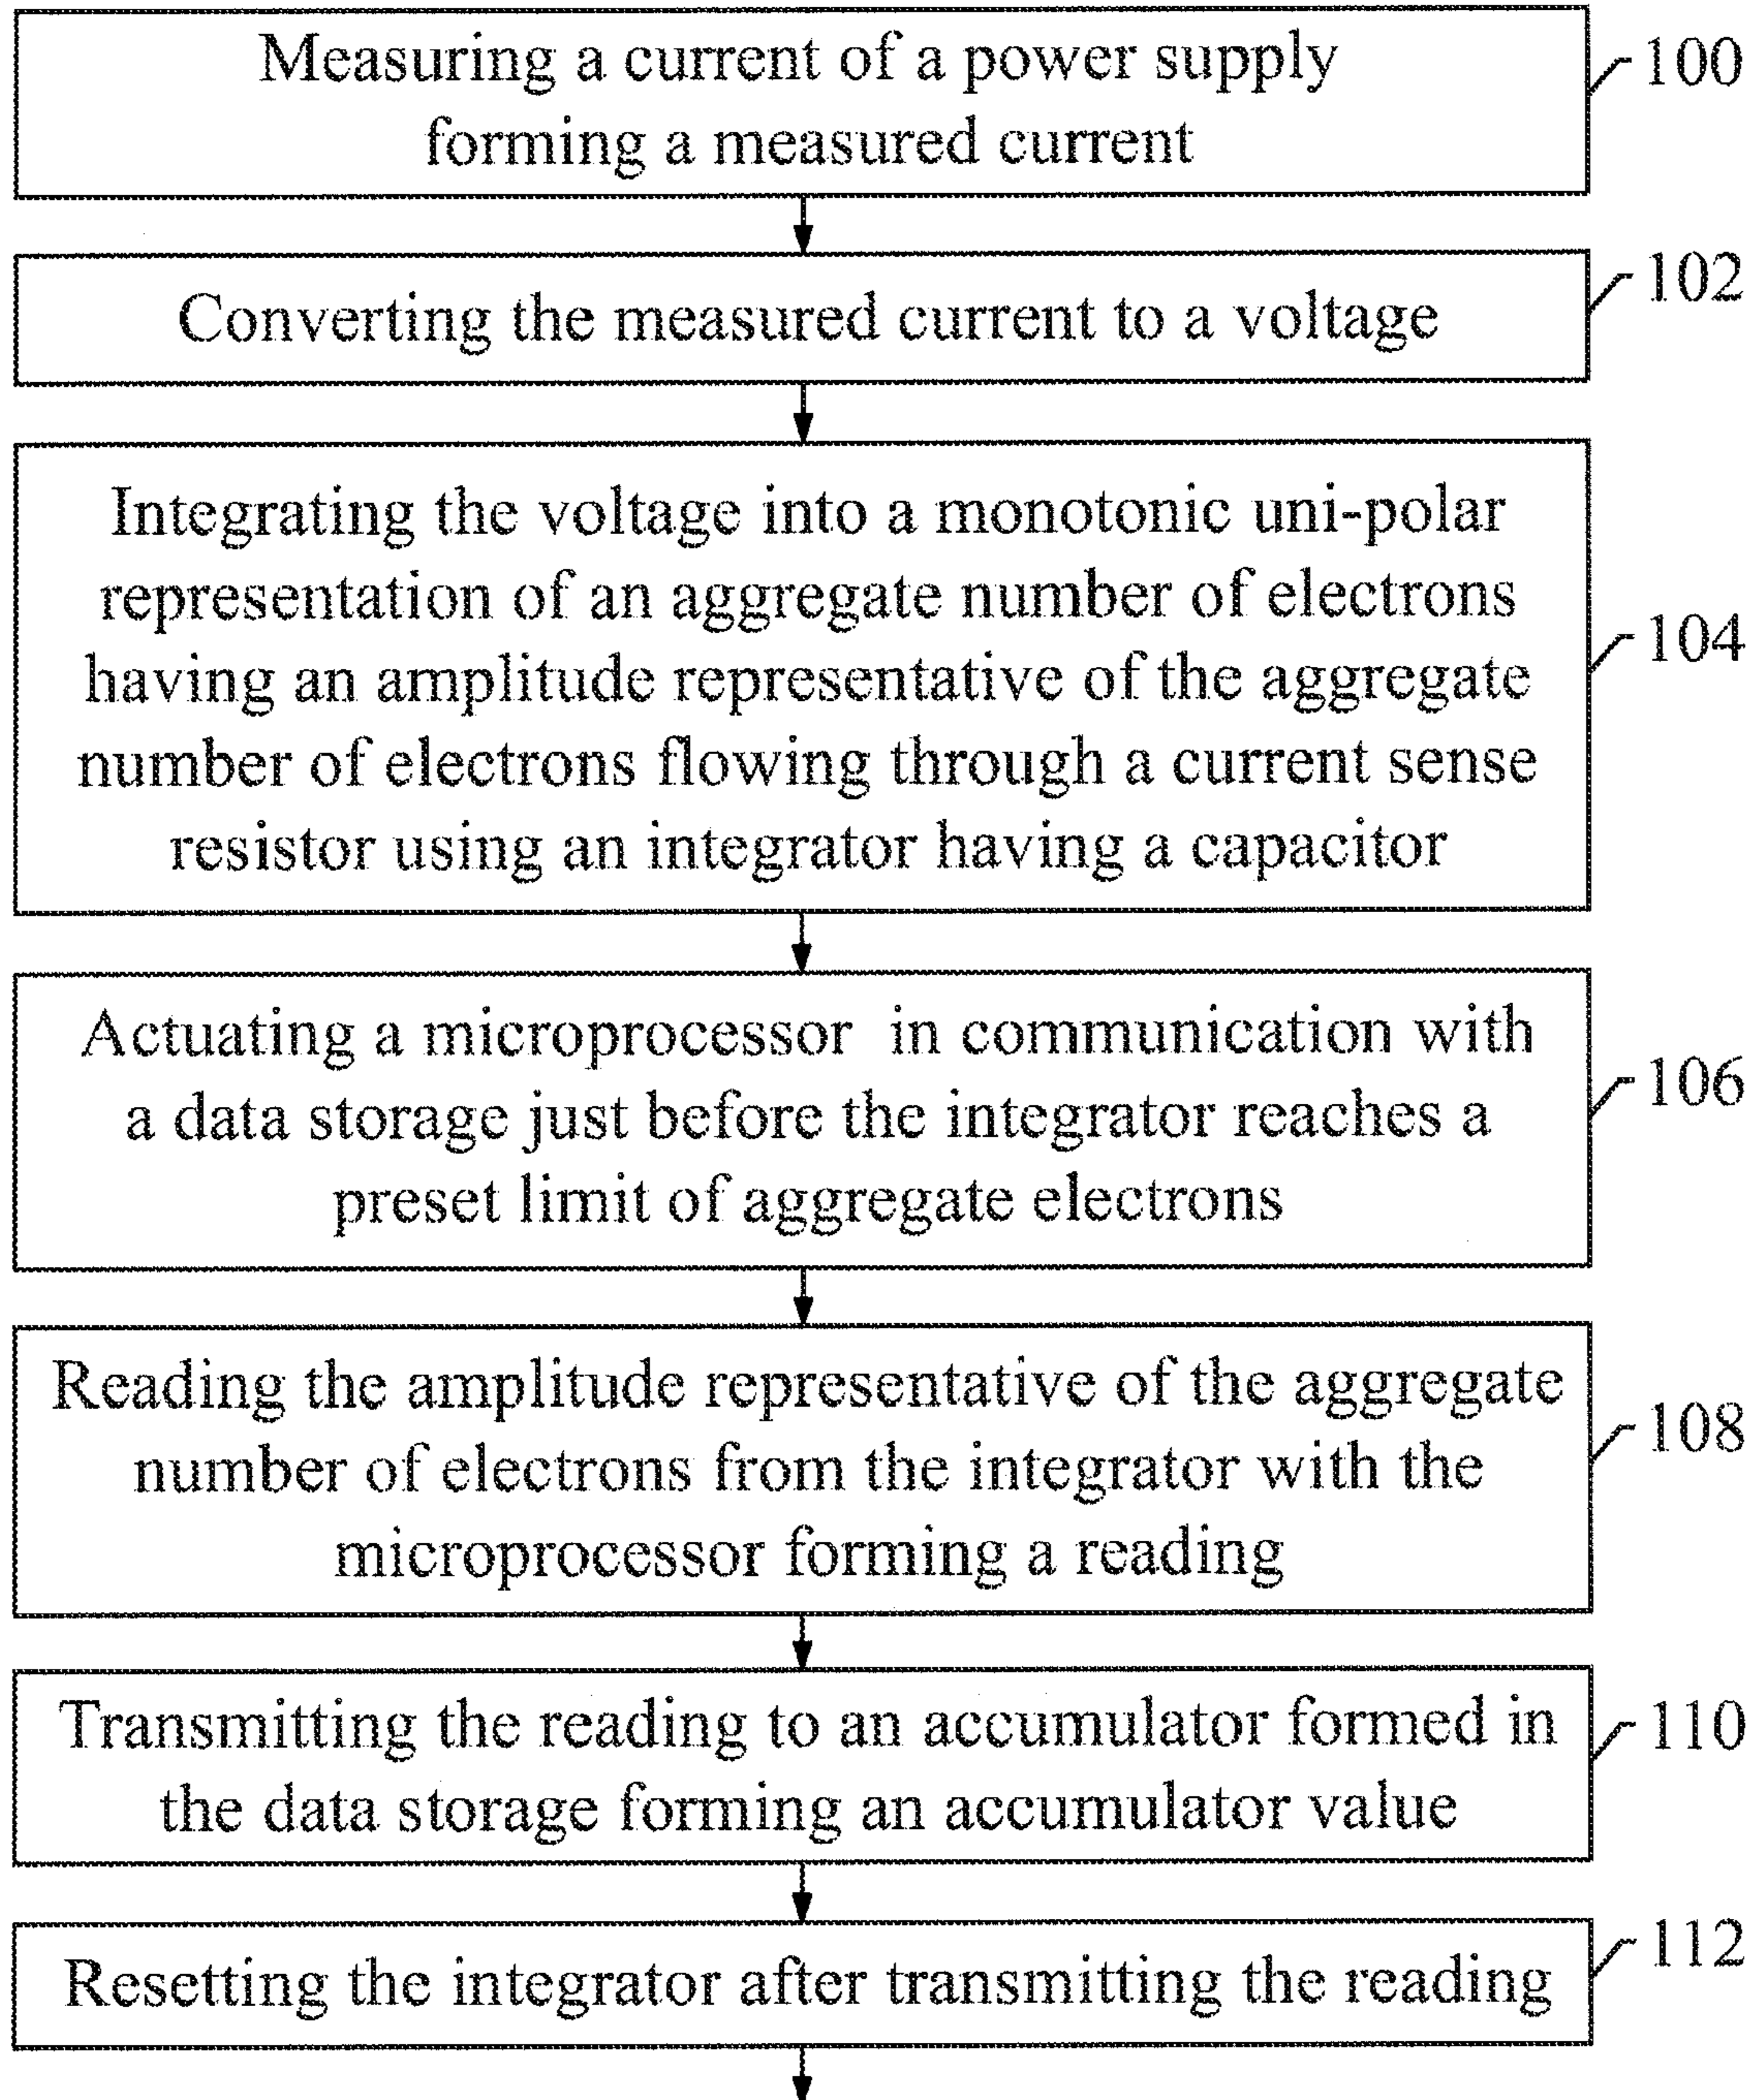 Measuring a current of a power supply
forming a measured current
100
Converting the measured current to a voltage
102
Integrating the voltage into a monotonic uni-polar
representation of an aggregate number of electrons
having an amplitude representative of the aggregate
number of electrons flowing through a current sense
resistor using an integrator having a capacitor
104
Actuating a microprocessor in communication with
a data storage just before the integrator reaches a
preset limit of aggregate electrons
106
Reading the amplitude representative of the aggregate
number of electrons from the integrator with the
microprocessor forming a reading
108
Transmitting the reading to an accumulator formed in
the data storage forming an accumulator value
110
Resetting the integrator after transmitting the reading
112